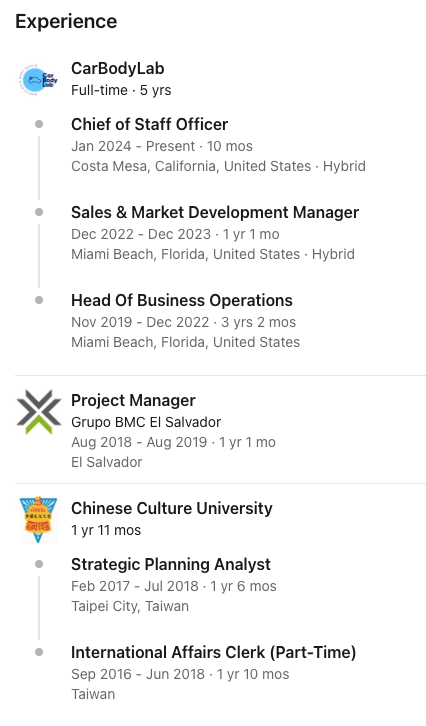 Experience
Car
Body
Lab
CarBodyLab
Full-time · 5 yrs
Chief of Staff Officer
Jan 2024 - Present · 10 mos
Costa Mesa, California, United States · Hybrid
Sales & Market Development Manager
Dec 2022 - Dec 2023 · 1 yr 1 mo
Miami Beach, Florida, United States · Hybrid
Head Of Business Operations
Nov 2019 - Dec 2022 · 3 yrs 2 mos
Miami Beach, Florida, United States
Project Manager
Grupo BMC El Salvador
Aug 2018 - Aug 2019 · 1 yr 1 mo
El Salvador
Chinese Culture University
1 yr 11 mos
Strategic Planning Analyst
Feb 2017 - Jul 2018 · 1 yr 6 mos
Taipei City, Taiwan
International Affairs Clerk (Part-Time)
Sep 2016 - Jun 2018 · 1 yr 10 mos
Taiwan